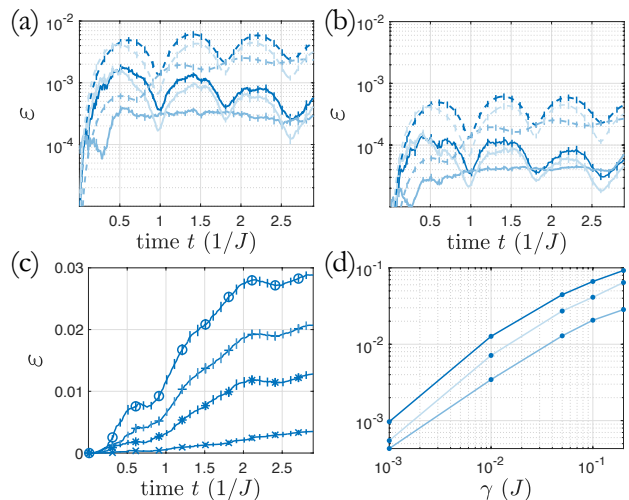 (a)
(b)
10^-2
10^-3
10^-4
ε
0.5 1 1.5 2 2.5
time t (1/J)
10^-2
10^-3
10^-4
ε
0.5 1 1.5 2 2.5
time t (1/J)
(c)
(d)
0.03
0.02
0.01
0
ε
0.5 1 1.5 2 2.5
time t (1/J)
10^-1
10^-2
10^-3
10^-3 10^-2 10^-1
γ (J)